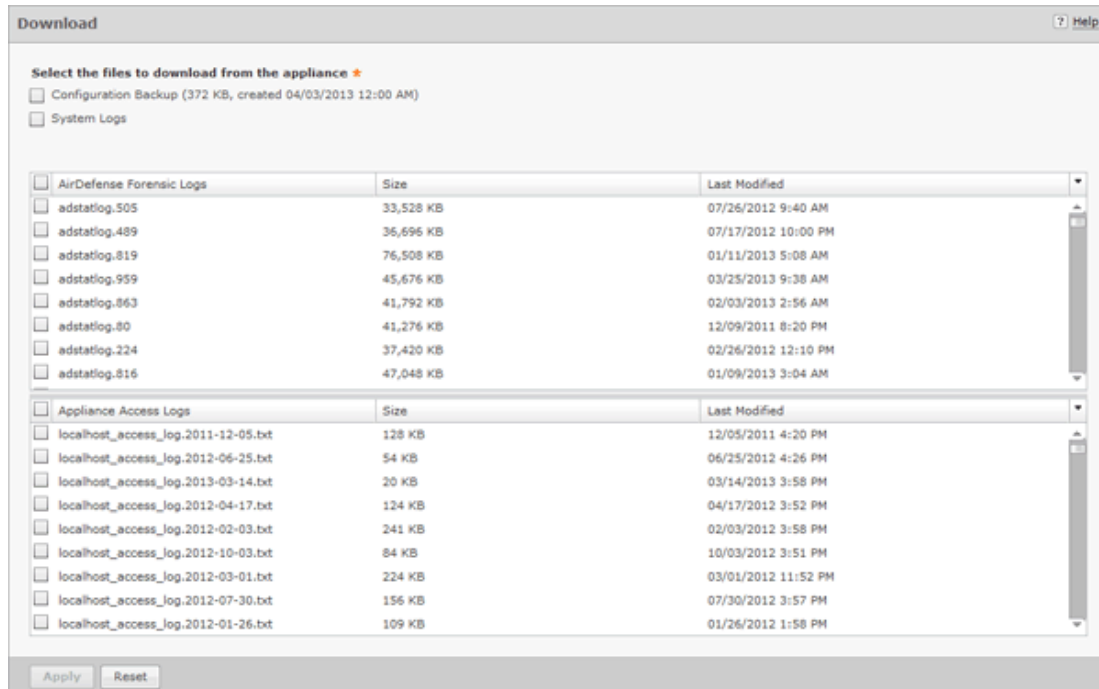 Download
? Help
Select the files to download from the appliance *
Configuration Backup (372 KB, created 04/03/2013 12:00 AM)
System Logs
AirDefense Forensic Logs Size Last Modified
adstatlog.505 33,528 KB 07/26/2012 9:40 AM
adstatlog.489 36,696 KB 07/17/2012 10:00 PM
adstatlog.819 76,508 KB 01/11/2013 5:08 AM
adstatlog.959 45,676 KB 03/25/2013 9:38 AM
adstatlog.863 41,792 KB 02/03/2013 2:56 AM
adstatlog.80 41,276 KB 12/09/2011 8:20 PM
adstatlog.224 37,420 KB 02/26/2012 12:10 PM
adstatlog.816 47,048 KB 01/09/2013 3:04 AM
Appliance Access Logs Size Last Modified
localhost_access_log.2011-12-05.txt 128 KB 12/05/2011 4:20 PM
localhost_access_log.2012-06-25.txt 54 KB 06/25/2012 4:26 PM
localhost_access_log.2013-03-14.txt 20 KB 03/14/2013 3:58 PM
localhost_access_log.2012-04-17.txt 124 KB 04/17/2012 3:52 PM
localhost_access_log.2012-02-03.txt 241 KB 02/03/2012 3:58 PM
localhost_access_log.2012-10-03.txt 84 KB 10/03/2012 3:51 PM
localhost_access_log.2012-03-01.txt 224 KB 03/01/2012 11:52 PM
localhost_access_log.2012-07-30.txt 156 KB 07/30/2012 3:57 PM
localhost_access_log.2012-01-26.txt 109 KB 01/26/2012 1:58 PM
Apply Reset